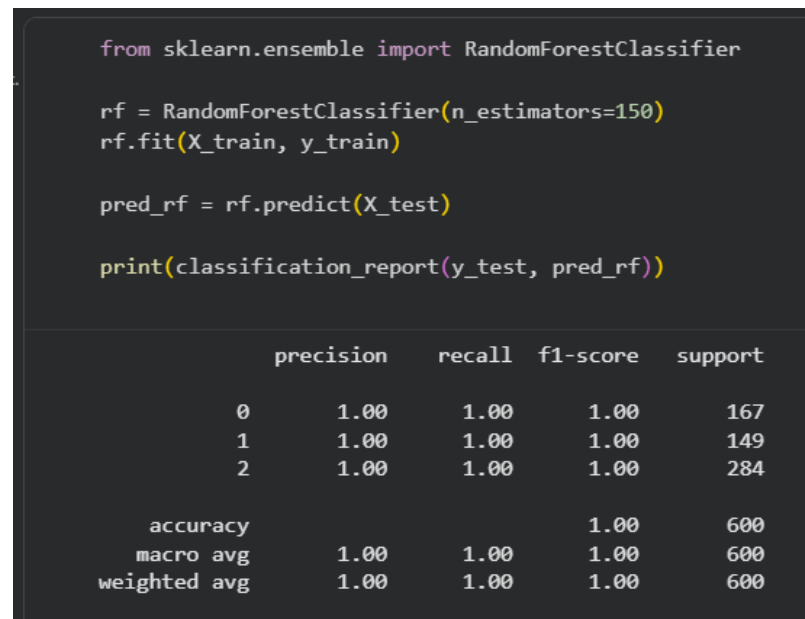 from sklearn.ensemble import RandomForestClassifier
rf = RandomForestClassifier(n_estimators=150)
rf.fit(X_train, y_train)
pred_rf = rf.predict(X_test)
print(classification_report(y_test, pred_rf))
precision recall f1-score support
0 1.00 1.00 1.00 167
1 1.00 1.00 1.00 149
2 1.00 1.00 1.00 284
accuracy 1.00 600
macro avg 1.00 1.00 1.00 600
weighted avg 1.00 1.00 1.00 600